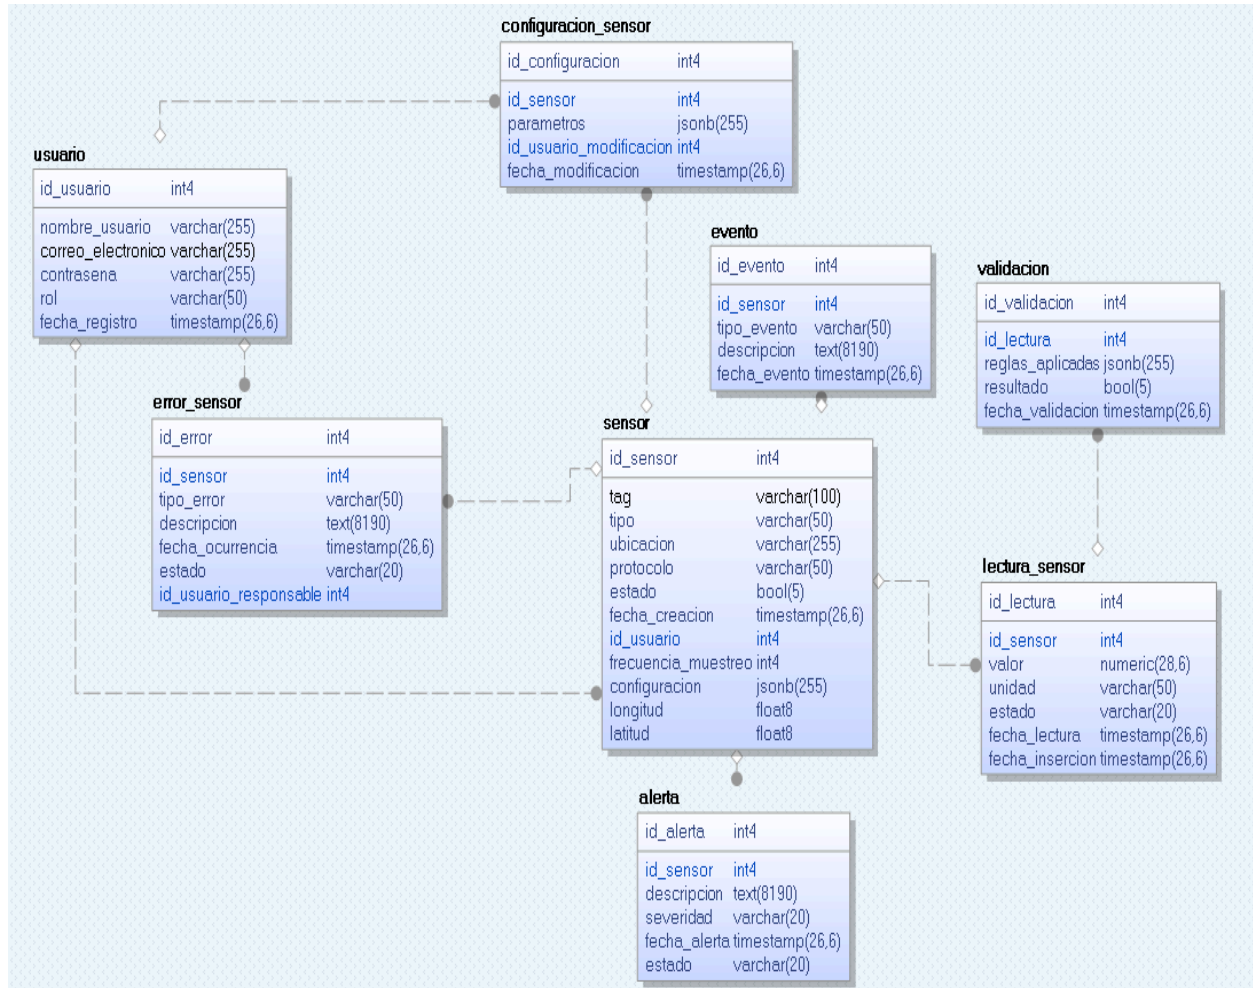 configuracion_sensor
id_configuracion int4
id_sensor int4
parametros jsonb(255)
id_usuario_modificacion int4
fecha_modificacion timestamp(26,6)
usuario
id_usuario int4
nombre_usuario varchar(255)
correo_electronico varchar(255)
contrasena varchar(255)
rol varchar(50)
fecha_registro timestamp(26,6)
evento
id_evento int4
id_sensor int4
tipo_evento varchar(50)
descripcion text(8190)
fecha_evento timestamp(26,6)
validacion
id_validacion int4
id_lectura int4
reglas_aplicadas jsonb(255)
resultado bool(5)
fecha_validacion timestamp(26,6)
error_sensor
id_error int4
id_sensor int4
tipo_error varchar(50)
descripcion text(8190)
fecha_ocurrencia timestamp(26,6)
estado varchar(20)
id_usuario_responsable int4
sensor
id_sensor int4
tag varchar(100)
tipo varchar(50)
ubicacion varchar(255)
protocolo varchar(50)
estado bool(5)
fecha_creacion timestamp(26,6)
id_usuario int4
frecuencia_muestreo int4
configuracion jsonb(255)
longitud float8
latitud float8
lectura_sensor
id_lectura int4
id_sensor int4
valor numeric(28,6)
unidad varchar(50)
estado varchar(20)
fecha_lectura timestamp(26,6)
fecha_insercion timestamp(26,6)
alerta
id_alerta int4
id_sensor int4
descripcion text(8190)
severidad varchar(20)
fecha_alerta timestamp(26,6)
estado varchar(20)